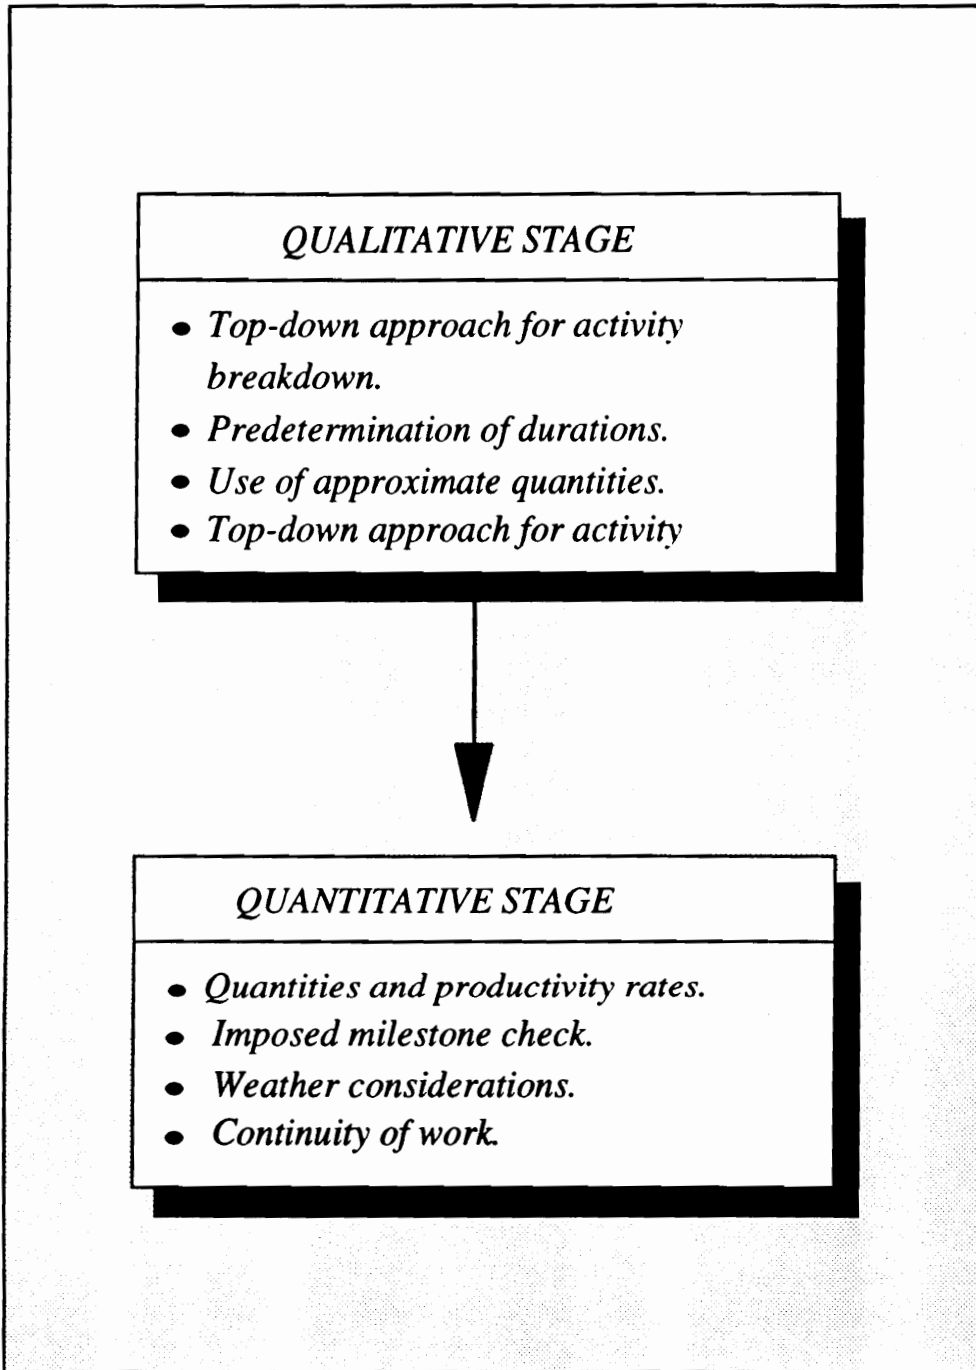 QUALITATIVE STAGE
● Top-down approach for activity
breakdown.
● Predetermination of durations.
● Use of approximate quantities.
● Top-down approach for activity
QUANTITATIVE STAGE
● Quantities and productivity rates.
● Imposed milestone check.
● Weather considerations.
● Continuity of work.